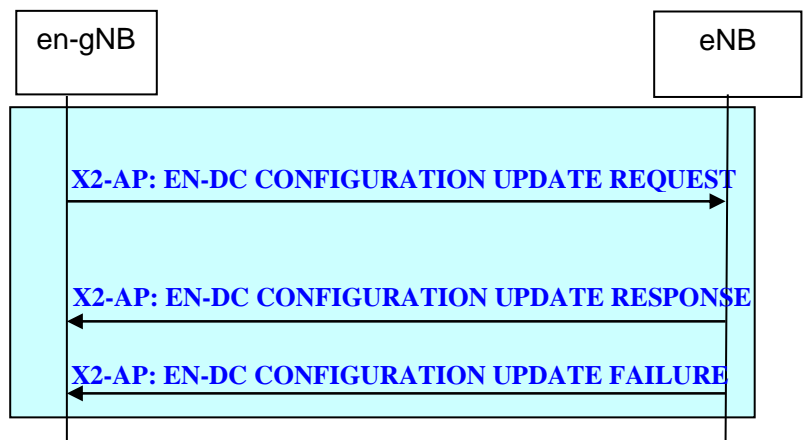 en-gNB
eNB
X2-AP: EN-DC CONFIGURATION UPDATE REQUEST
X2-AP: EN-DC CONFIGURATION UPDATE RESPONSE
X2-AP: EN-DC CONFIGURATION UPDATE FAILURE